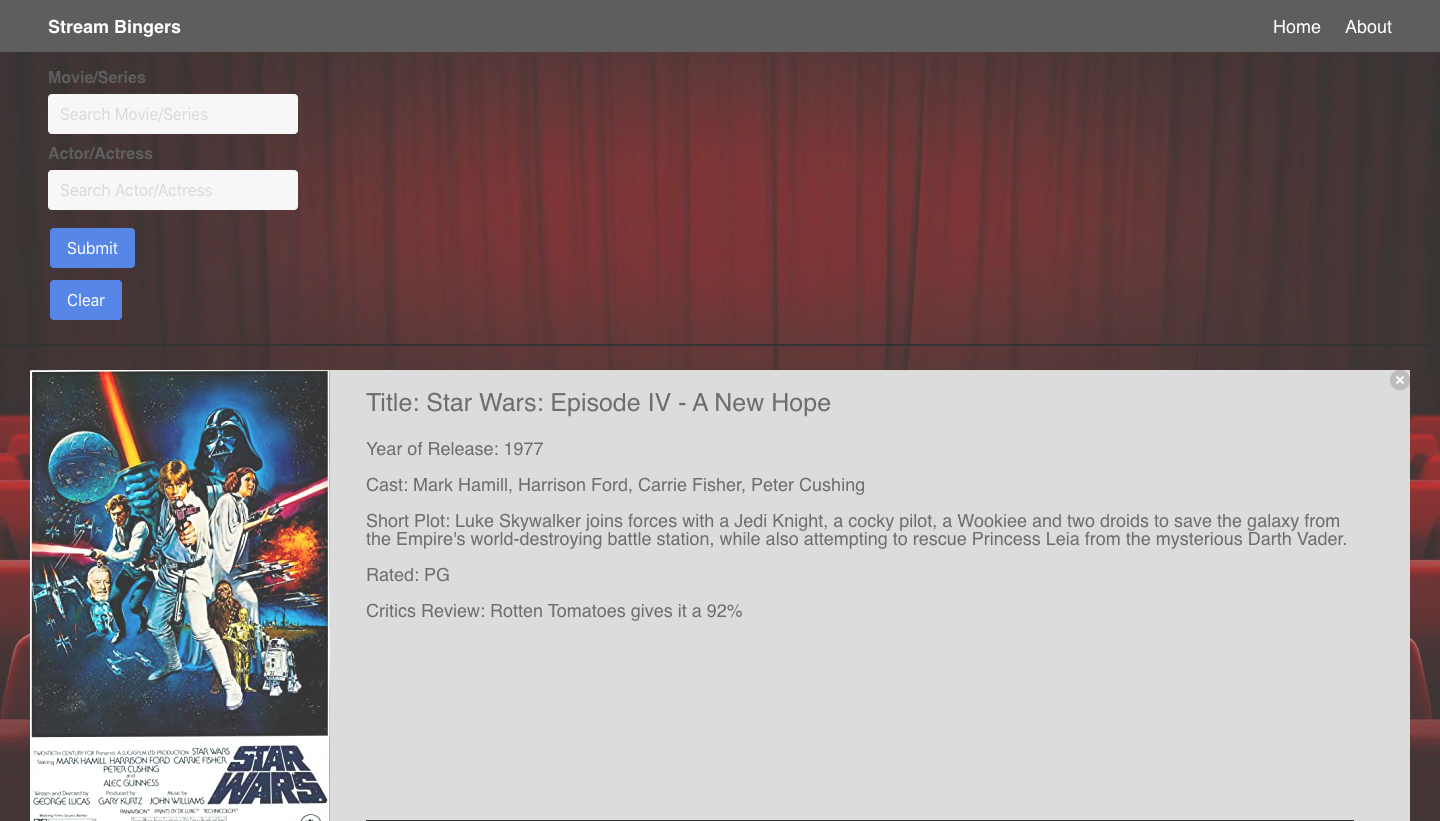 Stream Bingers
Home
About
Movie/Series
Search Movie/Series
Actor/Actress
Search Actor/Actress
Submit
Clear
Title: Star Wars: Episode IV - A New Hope
Year of Release: 1977
Cast: Mark Hamill, Harrison Ford, Carrie Fisher, Peter Cushing
Short Plot: Luke Skywalker joins forces with a Jedi Knight, a cocky pilot, a Wookiee and two droids to save the galaxy from
the Empire's world-destroying battle station, while also attempting to rescue Princess Leia from the mysterious Darth Vader.
Rated: PG
Critics Review: Rotten Tomatoes gives it a 92%
TWENTIETH CENTURY-FOX Presents A LUCASFILM LTD. PRODUCTION STAR WARS
Starring MARK HAMILL HARRISON FORD CARRIE FISHER
PETER CUSHING
and
ALEC GUINNESS
Written and Directed by
GEORGE LUCAS
Produced by
GARY KURTZ
Music by
JOHN WILLIAMS
PANAVISION® PRINTS BY DE LUXE® TECHNICOLOR®
STAR
WARS